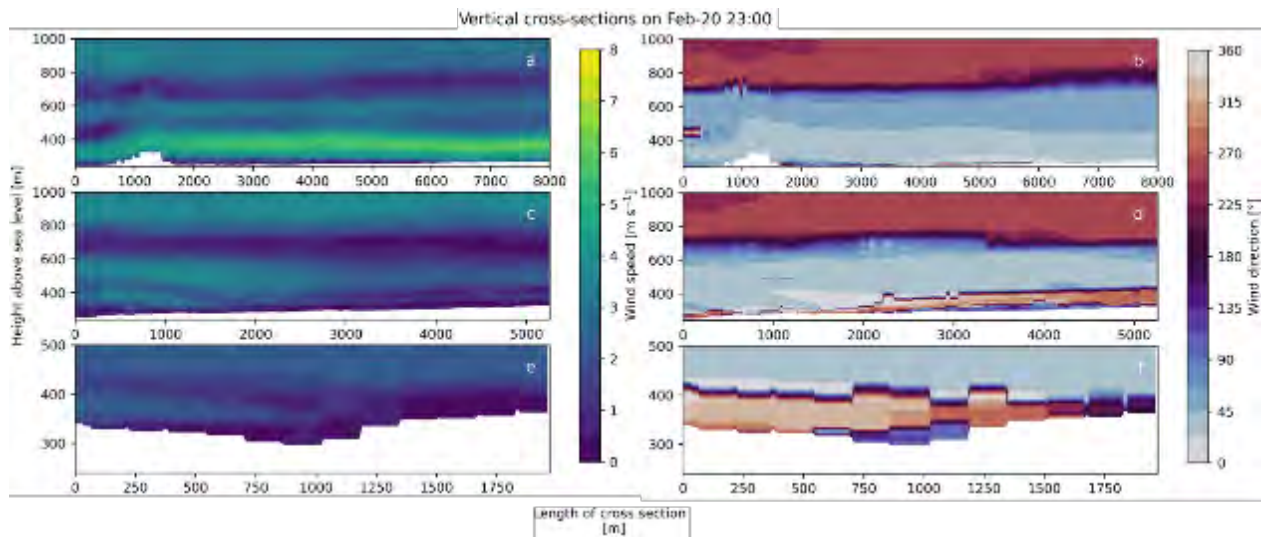 Vertical cross-sections on Feb-20 23:00
1000
800
600
400
a
0 1000 2000 3000 4000 5000 6000 7000 8000
1000
800
600
400
c
0 1000 2000 3000 4000 5000
500
400
300
e
0 250 500 750 1000 1250 1500 1750
Height above sea level [m]
8
7
6
5
4
3
2
1
0
Wind speed [m s⁻¹]
1000
800
600
400
b
0 1000 2000 3000 4000 5000 6000 7000 8000
1000
800
600
400
d
0 1000 2000 3000 4000 5000
500
400
300
f
0 250 500 750 1000 1250 1500 1750
360
315
270
225
180
135
90
45
0
Wind direction [°]
Length of cross section
[m]